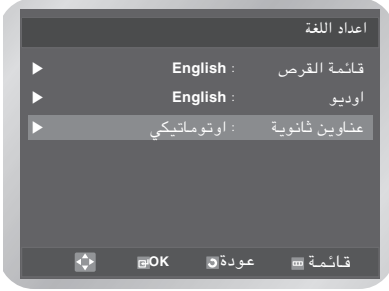 اعداد اللغة
قائمة القرص : English
اوديو : English
عناوين ثانوية : اوتوماتيكي
قائمة عودة OK